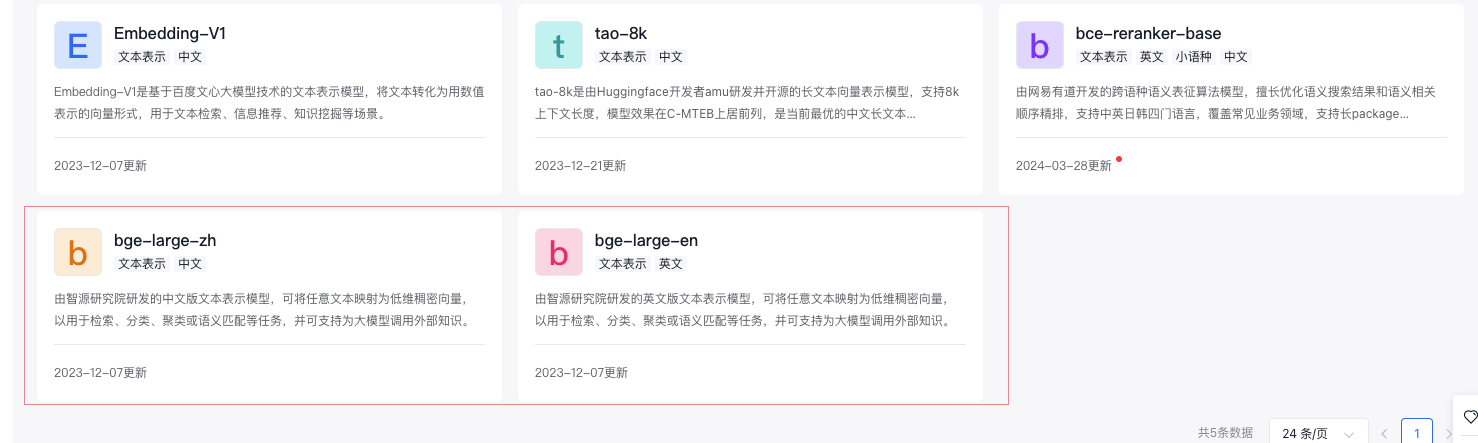 E
Embedding-V1
文本表示 中文
Embedding-V1是基于百度文心大模型技术的文本表示模型，将文本转化为用数值
表示的向量形式，用于文本检索、信息推荐、知识挖掘等场景。
2023-12-07更新
t
tao-8k
文本表示 中文
tao-8k是由Huggingface开发者amu研发并开源的长文本向量表示模型，支持8k
上下文长度，模型效果在C-MTEB上居前列，是当前最优的中文长文本...
2023-12-21更新
b
bce-reranker-base
文本表示 英文 小语种 中文
由网易有道开发的跨语种语义表征算法模型，擅长优化语义搜索结果和语义相关
顺序精排，支持中英日韩四门语言，覆盖常见业务领域，支持长package...
2024-03-28更新
b
bge-large-zh
文本表示 中文
由智源研究院研发的中文版文本表示模型，可将任意文本映射为低维稠密向量，
以用于检索、分类、聚类或语义匹配等任务，并可支持为大模型调用外部知识。
2023-12-07更新
b
bge-large-en
文本表示 英文
由智源研究院研发的英文版文本表示模型，可将任意文本映射为低维稠密向量，
以用于检索、分类、聚类或语义匹配等任务，并可支持为大模型调用外部知识。
2023-12-07更新
共5条数据 24 条/页 1